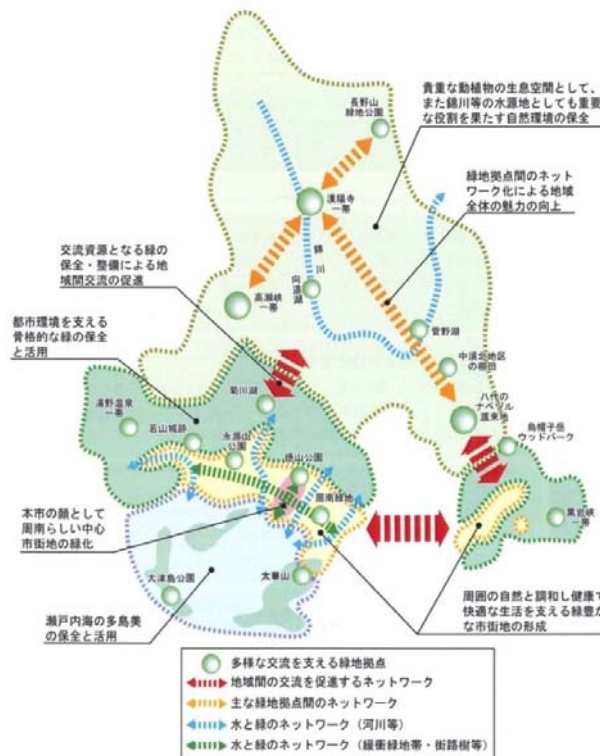 貴重な動植物の生息空間として、
また錦川等の水源地としても重要
な役割を果たす自然環境の保全
長野山
緑地公園
緑地拠点間のネット
ワーク化による地域
全体の魅力の向上
漢陽寺
一帯
交流資源となる緑の
保全・整備による地
域間交流の促進
錦
川
向道湖
高瀬峡
一帯
都市環境を支える
骨格的な緑の保全
と活用
菅野湖
中須北地区
の棚田
菊川湖
八代の
ナベヅル
渡来地
烏帽子岳
ウッドパーク
湯野温泉
一帯
若山城跡
永源山
公園
徳山公園
周南緑地
黒岩峡
一帯
本市の顔として
周南らしい中心
市街地の緑化
大津島公園
太華山
瀬戸内海の多島美
の保全と活用
周囲の自然と調和し健康で
快適な生活を支える緑豊か
な市街地の形成
多様な交流を支える緑地拠点
地域間の交流を促進するネットワーク
主な緑地拠点間のネットワーク
水と緑のネットワーク（河川等）
水と緑のネットワーク（緩衝緑地帯・街路樹等）